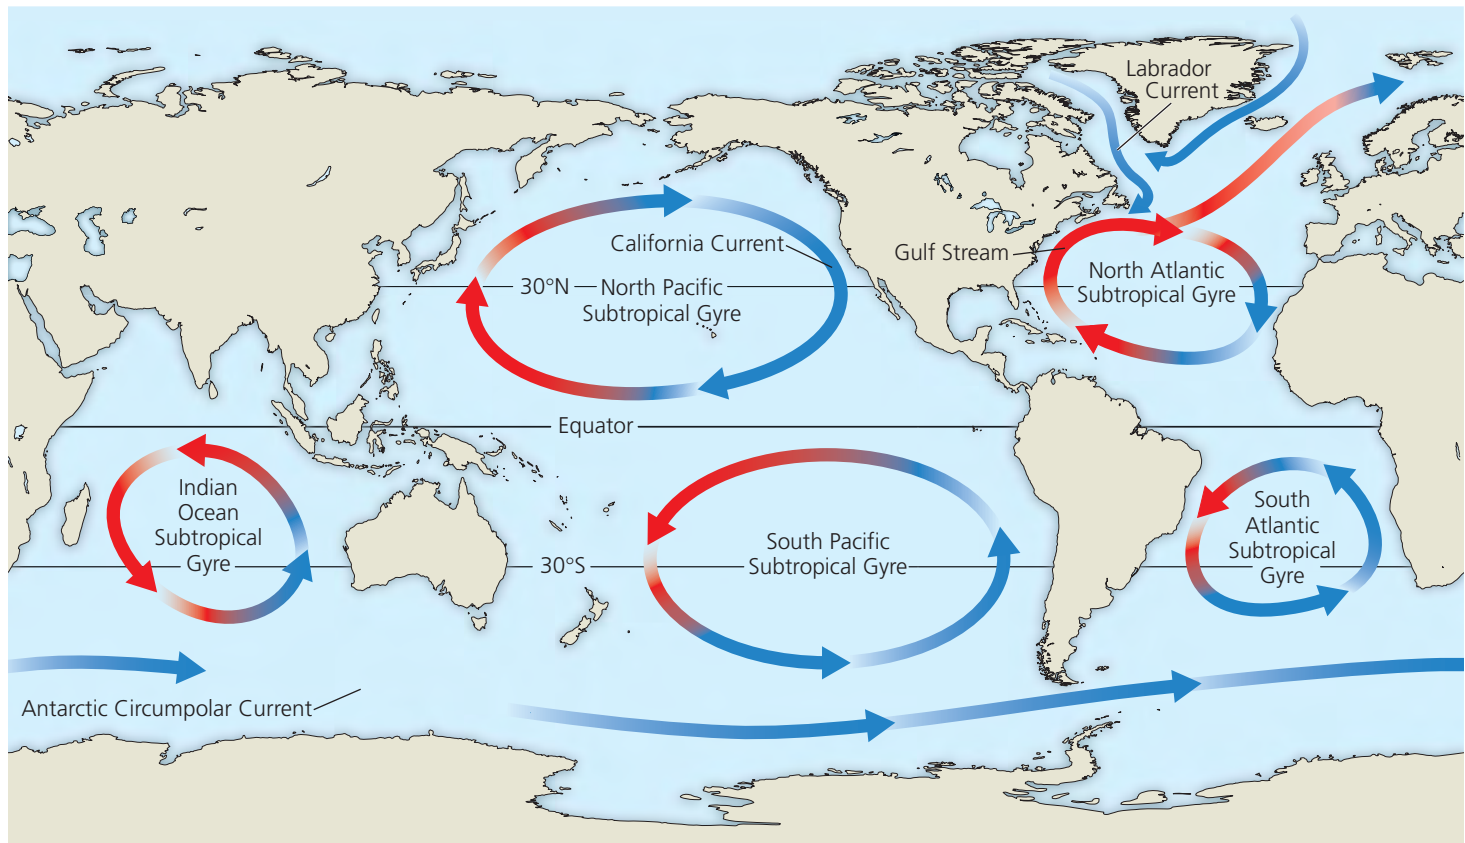 Labrador
Current
California Current
Gulf Stream
30°N
North Pacific
Subtropical Gyre
North Atlantic
Subtropical Gyre
Equator
Indian
Ocean
Subtropical
Gyre
30°S
South Pacific
Subtropical Gyre
South
Atlantic
Subtropical
Gyre
Antarctic Circumpolar Current